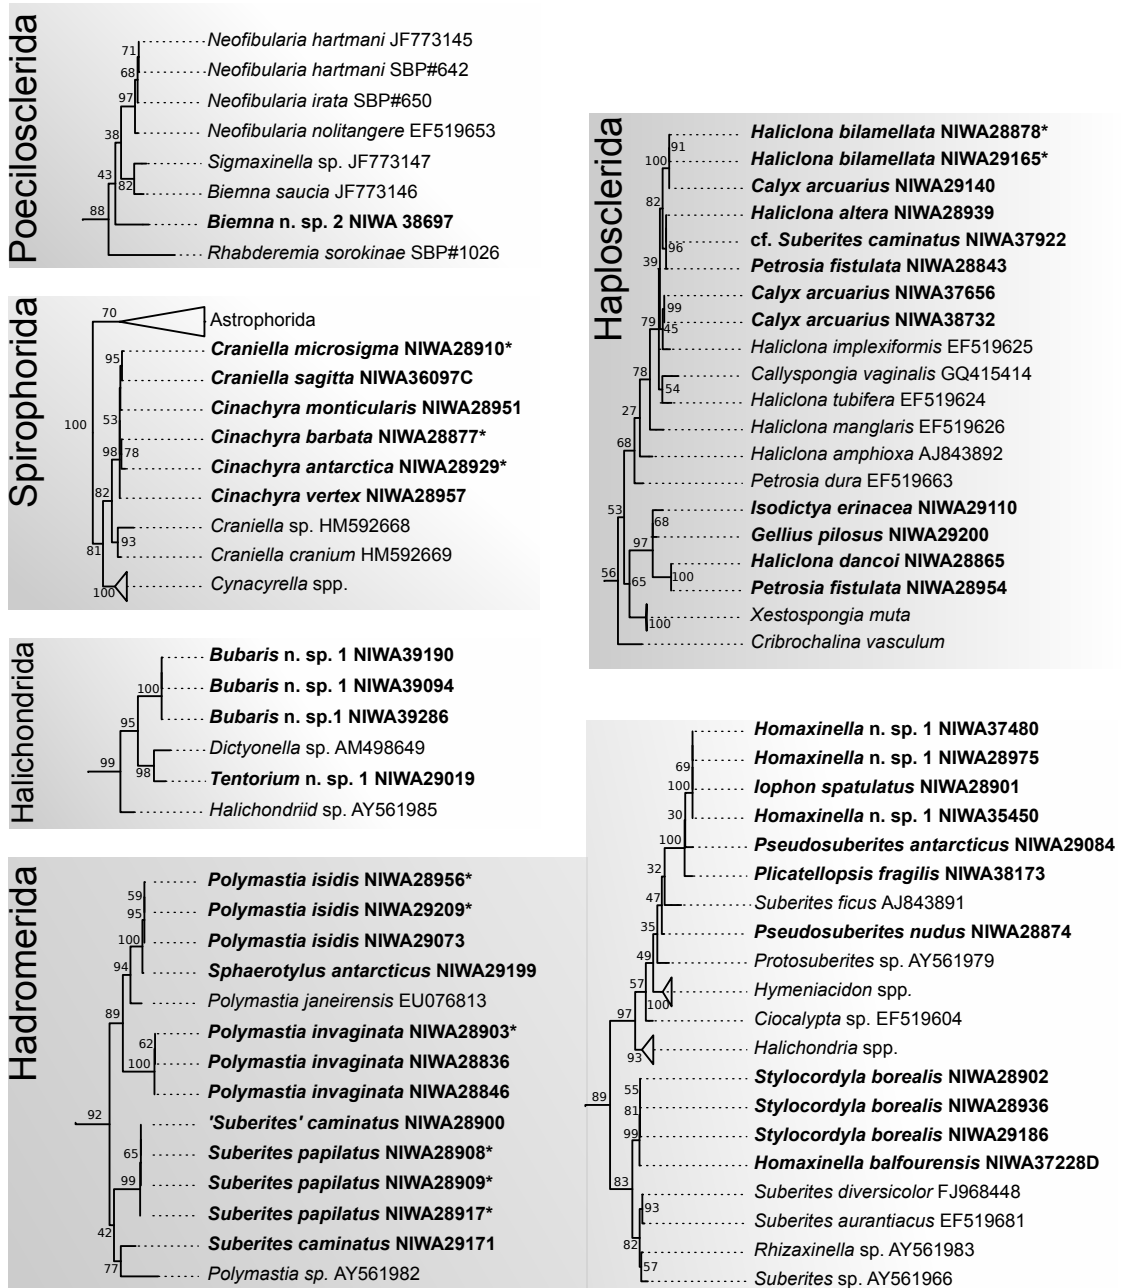 Poecilosclerida
Neofibularia hartmani JF773145
71
Neofibularia hartmani SBP#642
68
Neofibularia irata SBP#650
97
Neofibularia nolitangere EF519653
38
Sigmaxinella sp. JF773147
43
82
Biemna saucia JF773146
88
Biemna n. sp. 2 NIWA 38697
Rhabderemia sorokinae SBP#1026
Spirophorida
70
Astrophorida
Craniella microsigma NIWA28910*
95
Craniella sagitta NIWA36097C
Cinachyra monticularis NIWA28951
100
53
Cinachyra barbata NIWA28877*
98
78
Cinachyra antarctica NIWA28929*
82
Cinachyra vertex NIWA28957
Craniella sp. HM592668
93
81
Craniella cranium HM592669
100
Cynacyrella spp.
Halichondrida
Bubaris n. sp. 1 NIWA39190
100
Bubaris n. sp. 1 NIWA39094
Bubaris n. sp.1 NIWA39286
95
Dictyonella sp. AM498649
99
98
Tentorium n. sp. 1 NIWA29019
Halichondriid sp. AY561985
Hadromerida
Polymastia isidis NIWA28956*
59
Polymastia isidis NIWA29209*
95
Polymastia isidis NIWA29073
100
Sphaerotylus antarcticus NIWA29199
94
Polymastia janeirensis EU076813
89
Polymastia invaginata NIWA28903*
62
Polymastia invaginata NIWA28836
100
Polymastia invaginata NIWA28846
92
'Suberites' caminatus NIWA28900
65
Suberites papilatus NIWA28908*
99
Suberites papilatus NIWA28909*
Suberites papilatus NIWA28917*
42
Suberites caminatus NIWA29171
77
Polymastia sp. AY561982
Haplosclerida
Haliclona bilamellata NIWA28878*
91
100
Haliclona bilamellata NIWA29165*
Calyx arcuarius NIWA29140
82
Haliclona altera NIWA28939
cf. Suberites caminatus NIWA37922
96
39
Petrosia fistulata NIWA28843
Calyx arcuarius NIWA37656
99
Calyx arcuarius NIWA38732
79
45
Haliclona implexiformis EF519625
78
Callyspongia vaginalis GQ415414
54
Haliclona tubifera EF519624
27
Haliclona manglaris EF519626
68
Haliclona amphioxa AJ843892
Petrosia dura EF519663
53
Isodictya erinacea NIWA29110
68
Gellius pilosus NIWA29200
97
Haliclona dancoi NIWA28865
56
65
100
Petrosia fistulata NIWA28954
Xestospongia muta
100
Cribrochalina vasculum
Homaxinella n. sp. 1 NIWA37480
Homaxinella n. sp. 1 NIWA28975
69
100
Iophon spatulatus NIWA28901
30
Homaxinella n. sp. 1 NIWA35450
100
Pseudosuberites antarcticus NIWA29084
32
Plicatellopsis fragilis NIWA38173
47
Suberites ficus AJ843891
35
Pseudosuberites nudus NIWA28874
49
Protosuberites sp. AY561979
57
Hymeniacidon spp.
100
97
Ciocalypta sp. EF519604
93
Halichondria spp.
Stylocordyla borealis NIWA28902
55
89
81
Stylocordyla borealis NIWA28936
99
Stylocordyla borealis NIWA29186
Homaxinella balfourensis NIWA37228D
83
Suberites diversicolor FJ968448
93
Suberites aurantiacus EF519681
82
Rhizaxinella sp. AY561983
57
Suberites sp. AY561966